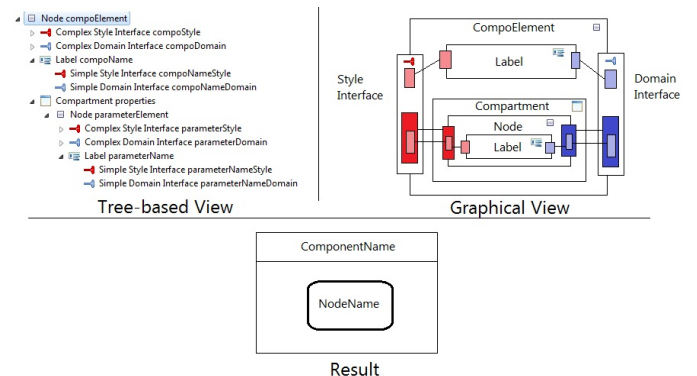 Node compoElement
Complex Style Interface compoStyle
Complex Domain Interface compoDomain
Label compoName
Simple Style Interface compoNameStyle
Simple Domain Interface compoNameDomain
Compartment properties
Node parameterElement
Complex Style Interface parameterStyle
Complex Domain Interface parameterDomain
Label parameterName
Simple Style Interface parameterNameStyle
Simple Domain Interface parameterNameDomain
Tree-based View
CompoElement
Label
Style
Interface
Domain
Interface
Compartment
Node
Label
Graphical View
ComponentName
NodeName
Result